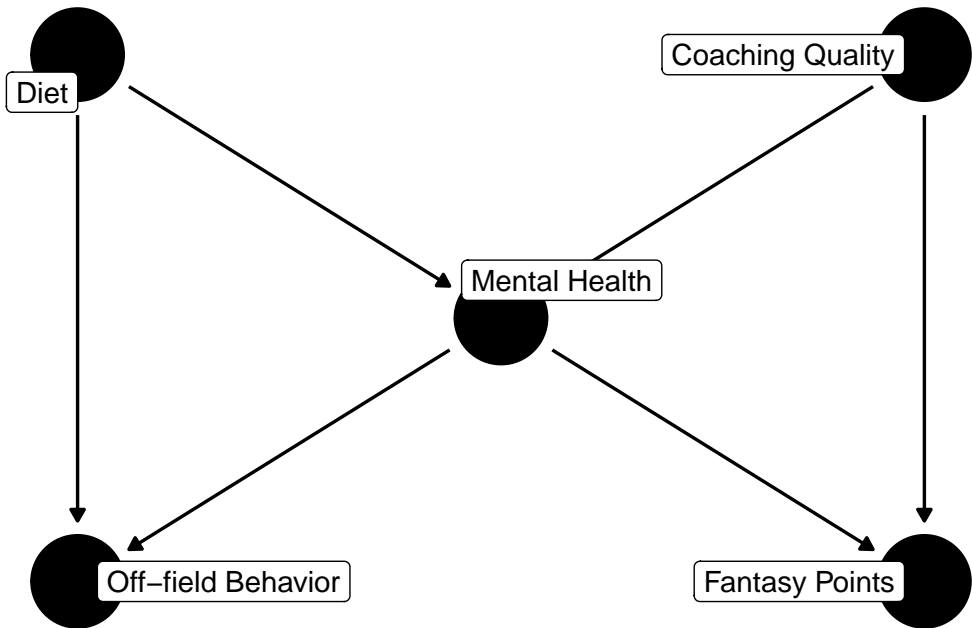 Coaching Quality
Diet
Mental Health
Off−field Behavior
Fantasy Points